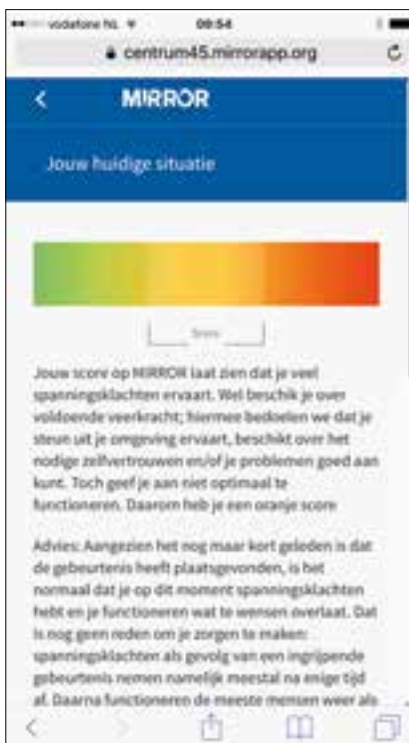 vodafone NL 09:54
centrum45.mirrorapp.org
MIRROR
Jouw huidige situatie
Score
Jouw score op MIRROR laat zien dat je veel
spanningsklachten ervaart. Wel beschik je over
voldoende veerkracht; hiermee bedoelen we dat je
steun uit je omgeving ervaart, beschikt over het
nodige zelfvertrouwen en/of je problemen goed aan
kunt. Toch geef je aan niet optimaal te
functioneren. Daarom heb je een oranje score
Advies: Aangezien het nog maar kort geleden is dat
de gebeurtenis heeft plaatsgevonden, is het
normaal dat je op dit moment spanningsklachten
hebt en je functioneren wat te wensen overlaat. Dat
is nog geen reden om je zorgen te maken:
spanningsklachten als gevolg van een ingrijpende
gebeurtenis nemen namelijk meestal na enige tijd
af. Daarna functioneren de meeste mensen weer als